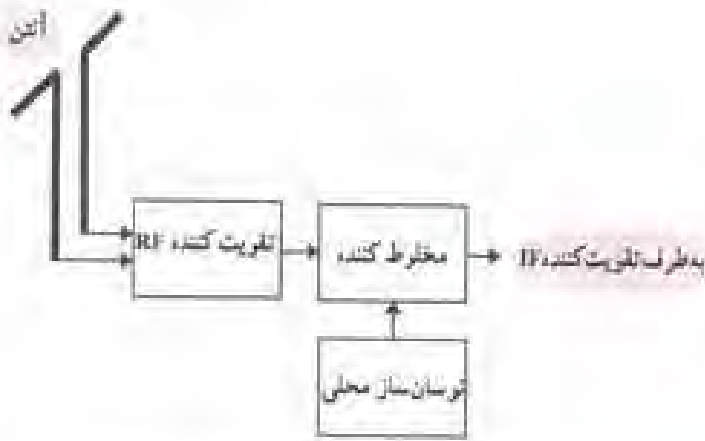 آنتن
تقویت کننده RF
مخلوط کننده
به طرف تقویت کننده IF
نوسان‌ساز محلی